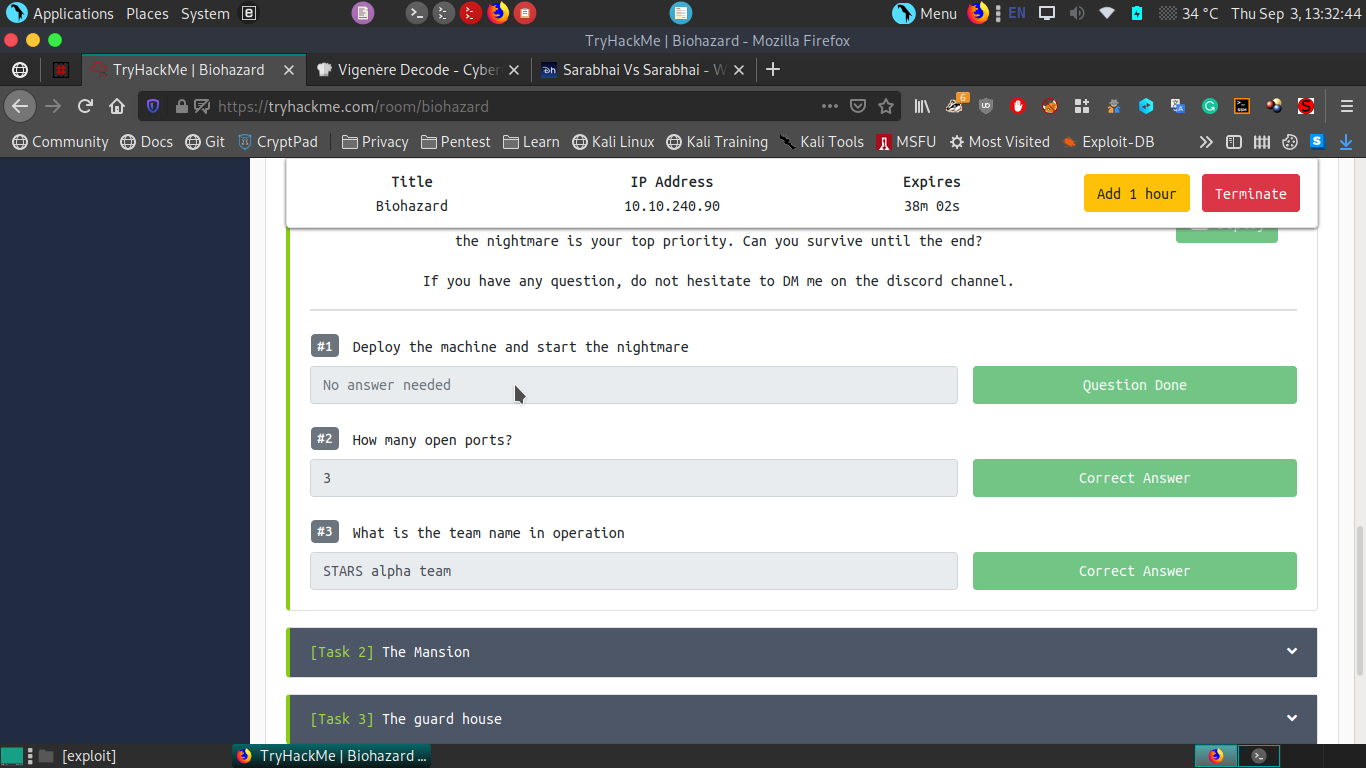 Applications Places System Menu EN 34 °C Thu Sep 3, 13:32:44
TryHackMe | Biohazard - Mozilla Firefox
TryHackMe | Biohazard Vigenère Decode - Cyber Sarabhai Vs Sarabhai - W
https://tryhackme.com/room/biohazard 6
Community Docs Git CryptPad Privacy Pentest Learn Kali Linux Kali Training Kali Tools MSFU Most Visited Exploit-DB
Title IP Address Expires
Biohazard 10.10.240.90 38m 02s
Add 1 hour Terminate
the nightmare is your top priority. Can you survive until the end?
If you have any question, do not hesitate to DM me on the discord channel.
#1 Deploy the machine and start the nightmare
No answer needed Question Done
#2 How many open ports?
3 Correct Answer
#3 What is the team name in operation
STARS alpha team Correct Answer
[Task 2] The Mansion
[Task 3] The guard house
[exploit] TryHackMe | Biohazard ...